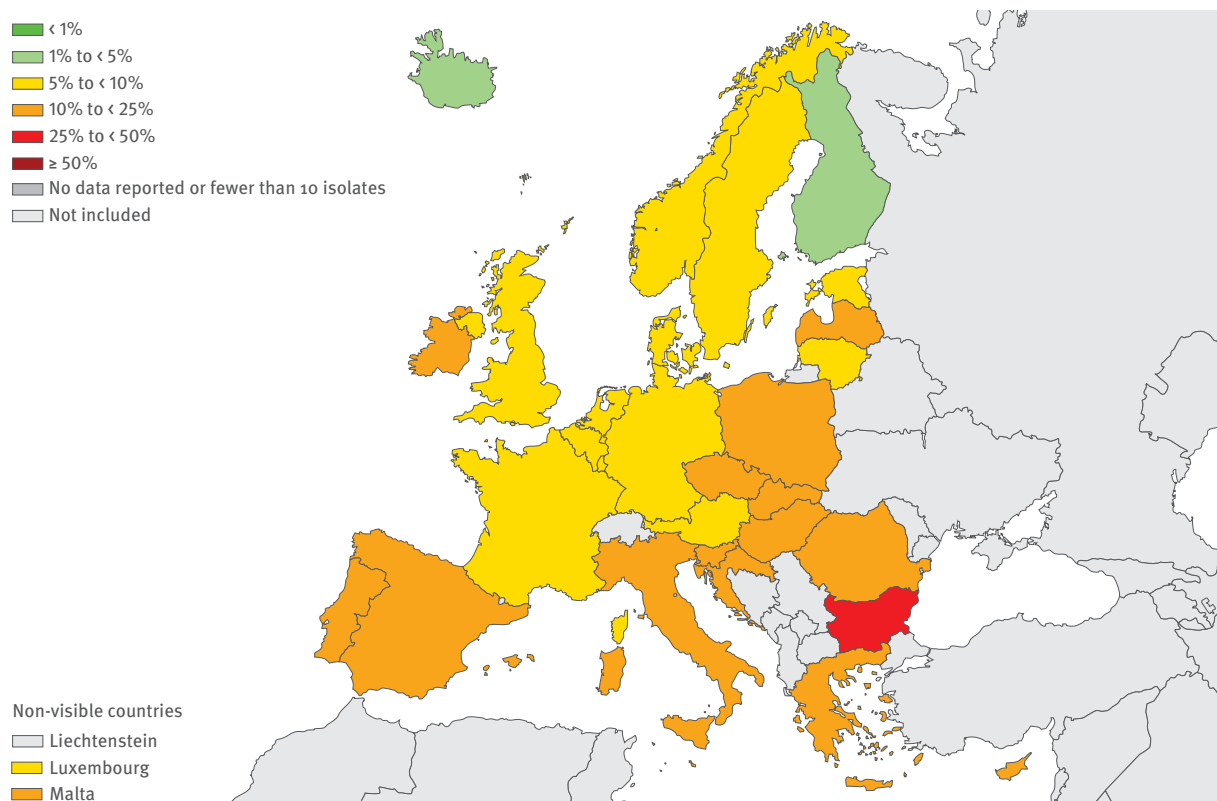 < 1%
1% to < 5%
5% to < 10%
10% to < 25%
25% to < 50%
≥ 50%
No data reported or fewer than 10 isolates
Not included
Non-visible countries
Liechtenstein
Luxembourg
Malta